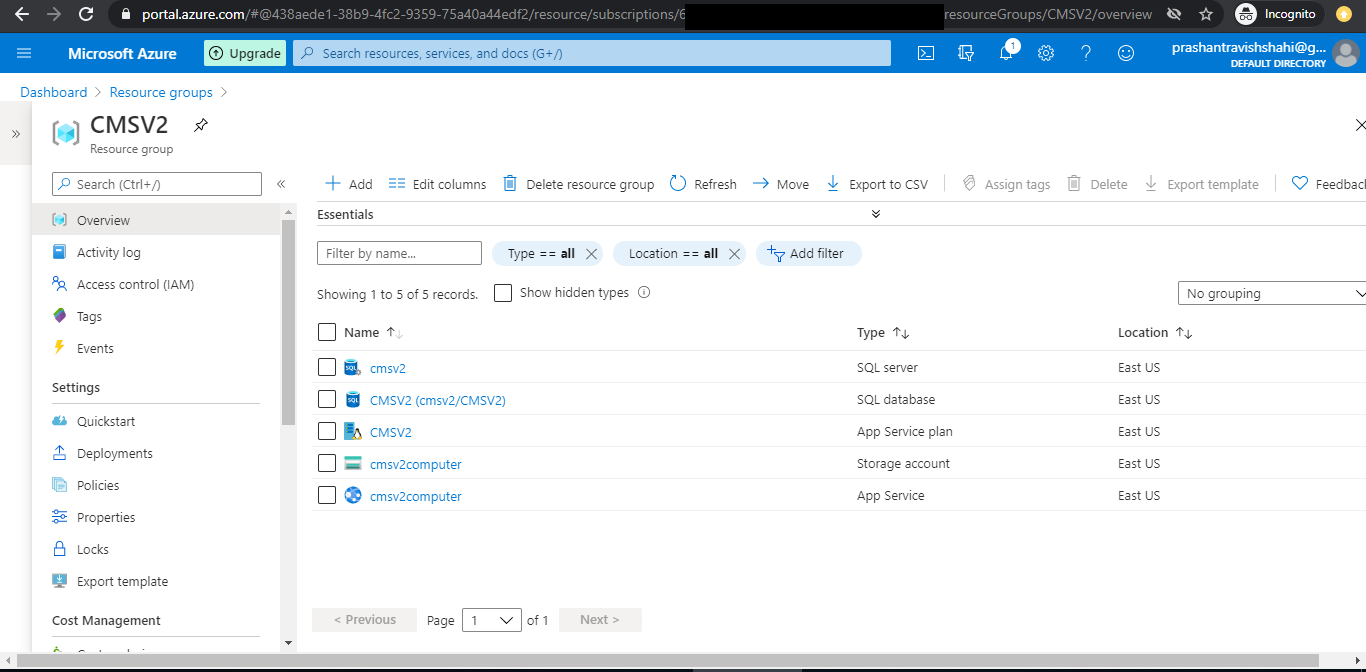 portal.azure.com/#@438aede1-38b9-4fc2-9359-75a40a44edf2/resource/subscriptions/6 resourceGroups/CMSV2/overview Incognito
Microsoft Azure Upgrade Search resources, services, and docs (G+/) 1 prashantravishshahi@g...
DEFAULT DIRECTORY
Dashboard > Resource groups >
CMSV2
Resource group
Search (Ctrl+/)
Overview
Activity log
Access control (IAM)
Tags
Events
Settings
Quickstart
Deployments
Policies
Properties
Locks
Export template
Cost Management
Add Edit columns Delete resource group Refresh Move Export to CSV Assign tags Delete Export template Feedbac
Essentials
Filter by name... Type == all Location == all Add filter
Showing 1 to 5 of 5 records. Show hidden types No grouping
Name Type Location
cmsv2 SQL server East US
CMSV2 (cmsv2/CMSV2) SQL database East US
CMSV2 App Service plan East US
cmsv2computer Storage account East US
cmsv2computer App Service East US
< Previous Page 1 of 1 Next >